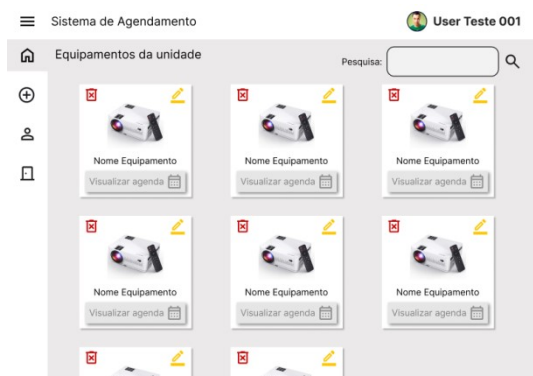 Sistema de Agendamento
User Teste 001
Equipamentos da unidade
Pesquisa:
Nome Equipamento
Visualizar agenda
Nome Equipamento
Visualizar agenda
Nome Equipamento
Visualizar agenda
Nome Equipamento
Visualizar agenda
Nome Equipamento
Visualizar agenda
Nome Equipamento
Visualizar agenda